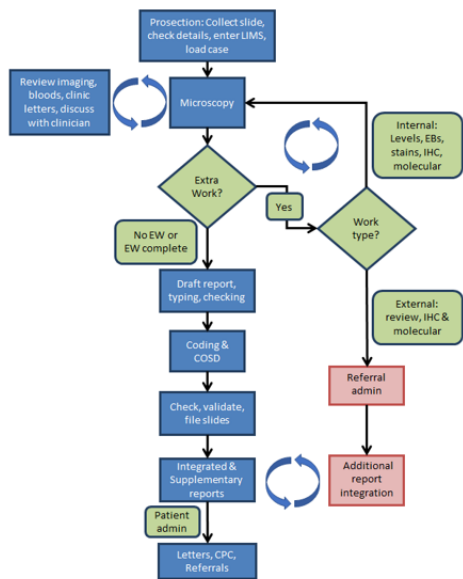 Prosection: Collect slide,
check details, enter LIMS,
load case
Review imaging,
bloods, clinic
letters, discuss
with clinician
Microscopy
Internal:
Levels, EBs,
stains, IHC,
molecular
Extra
Work?
Yes
Work
type?
No EW or
EW complete
Draft report,
typing, checking
External:
review, IHC &
molecular
Coding &
COSD
Referral
admin
Check, validate,
file slides
Integrated &
Supplementary
reports
Additional
report
integration
Patient
admin
Letters, CPC,
Referrals